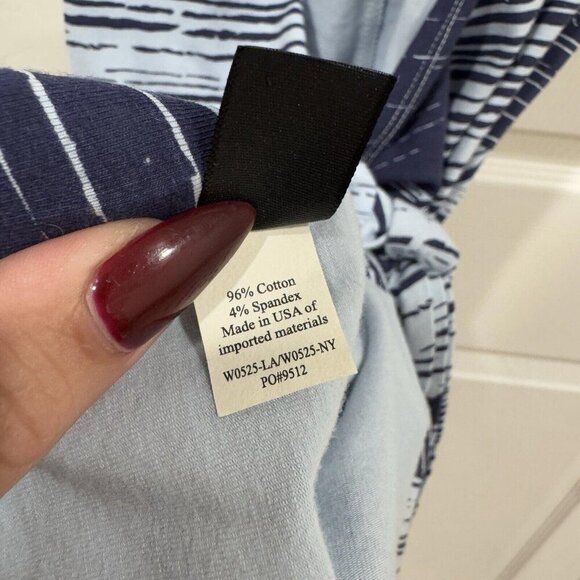 96% Cotton
4% Spandex
Made in USA of
imported materials
W0525-LA/W0525-NY
PO#9512